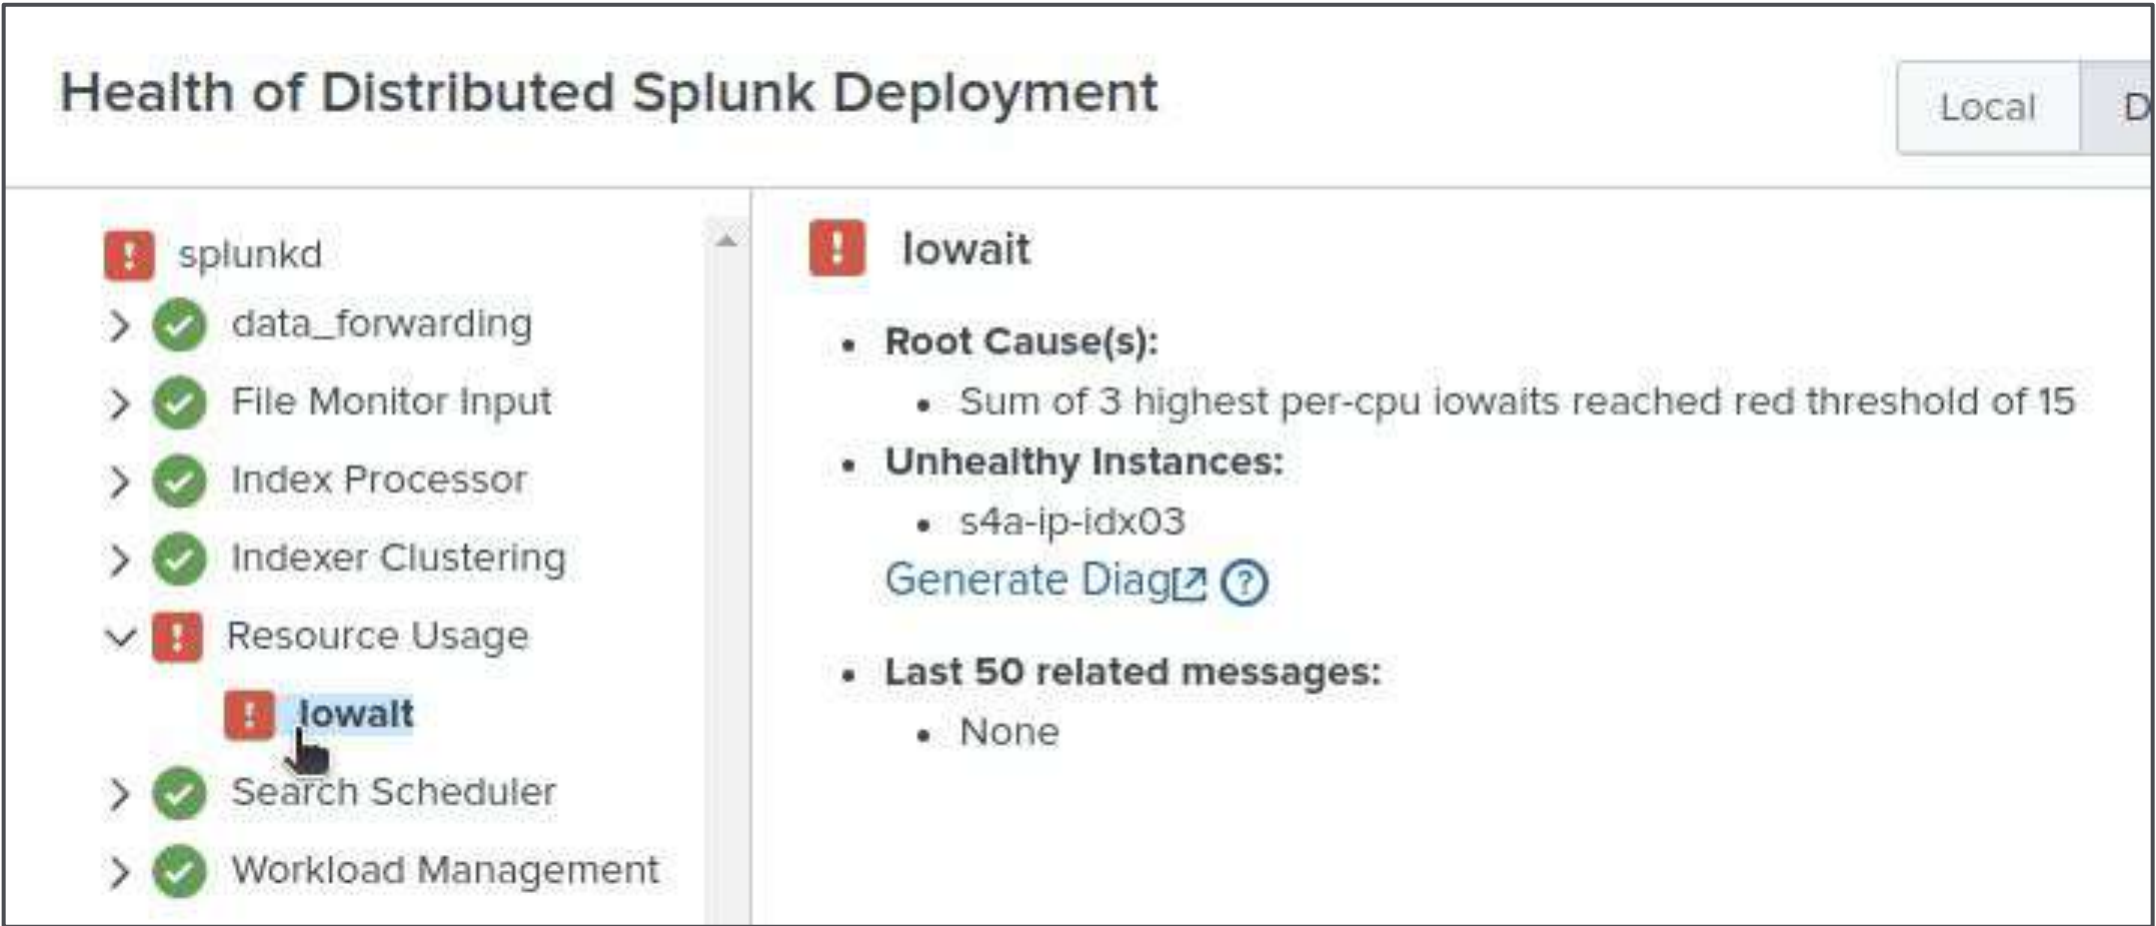 Health of Distributed Splunk Deployment
Local
D
splunkd
data_forwarding
File Monitor Input
Index Processor
Indexer Clustering
Resource Usage
Iowait
Search Scheduler
Workload Management
Iowait
Root Cause(s):
Sum of 3 highest per-cpu iowaits reached red threshold of 15
Unhealthy Instances:
s4a-ip-idx03
Generate Diag
Last 50 related messages:
None